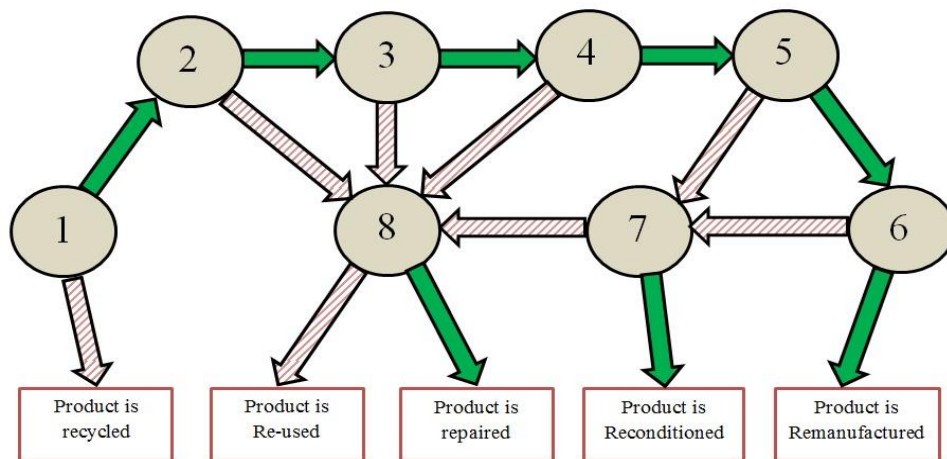 2
3
4
5
1
8
7
6
Product is
recycled
Product is
Re-used
Product is
repaired
Product is
Reconditioned
Product is
Remanufactured